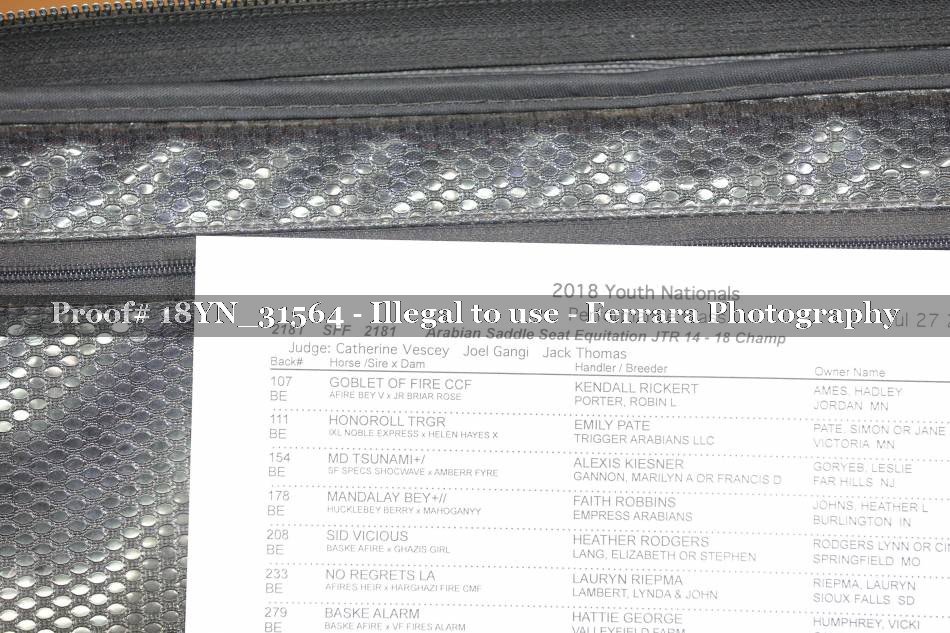 2018 Youth Nationals
Proof# 18YN_31564 - Illegal to use - Ferrara Photography
Jul 27
2181 SHF 2181 Arabian Saddle Seat Equitation JTR 14 - 18 Champ
Judge: Catherine Vescey Joel Gangi Jack Thomas
Back# Horse /Sire x Dam Handler / Breeder Owner Name
107 GOBLET OF FIRE CCF KENDALL RICKERT AMES, HADLEY
BE AFIRE BEY V x JR BRIAR ROSE PORTER, ROBIN L JORDAN MN
111 HONOROLL TRGR EMILY PATE PATE, SIMON OR JANE
BE IXL NOBLE EXPRESS x HELEN HAYES X TRIGGER ARABIANS LLC VICTORIA MN
154 MD TSUNAMI+/ ALEXIS KIESNER GORYEB, LESLIE
BE SF SPECS SHOCWAVE x AMBERR FYRE GANNON, MARILYN A OR FRANCIS D FAR HILLS NJ
178 MANDALAY BEY+// FAITH ROBBINS JOHNS, HEATHER L
BE HUCKLEBEY BERRY x MAHOGANYY EMPRESS ARABIANS BURLINGTON IN
208 SID VICIOUS HEATHER RODGERS RODGERS LYNN OR CIN
BE BASKE AFIRE x GHAZIS GIRL LANG, ELIZABETH OR STEPHEN SPRINGFIELD MO
233 NO REGRETS LA LAURYN RIEPMA RIEPMA, LAURYN
BE AFIRES HEIR x HARGHAZI FIRE CMF LAMBERT, LYNDA & JOHN SIOUX FALLS SD
279 BASKE ALARM HATTIE GEORGE HUMPHREY, VICKI
BE BASKE AFIRE x VF FIRES ALARM VALLEYFIELD FARM